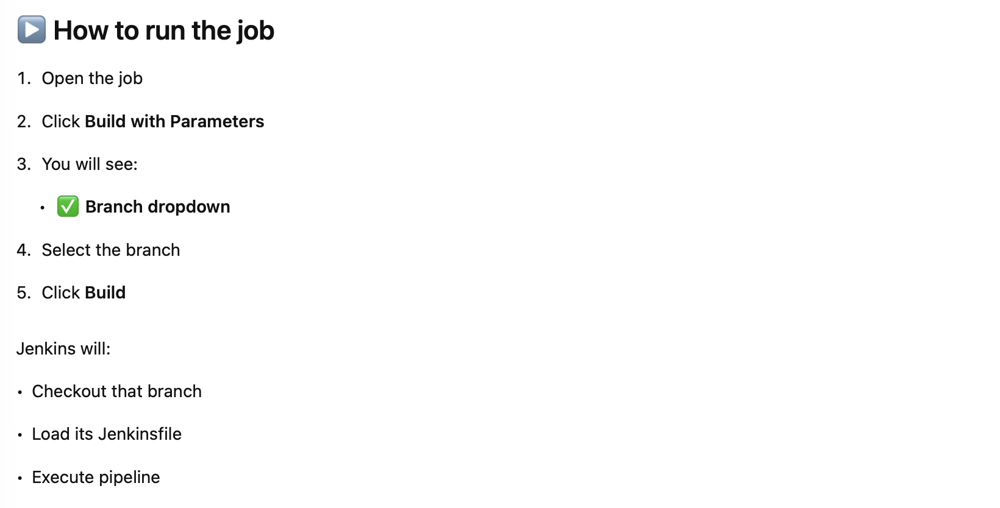 ▶️ How to run the job
1. Open the job
2. Click Build with Parameters
3. You will see:
• ✅ Branch dropdown
4. Select the branch
5. Click Build
Jenkins will:
• Checkout that branch
• Load its Jenkinsfile
• Execute pipeline